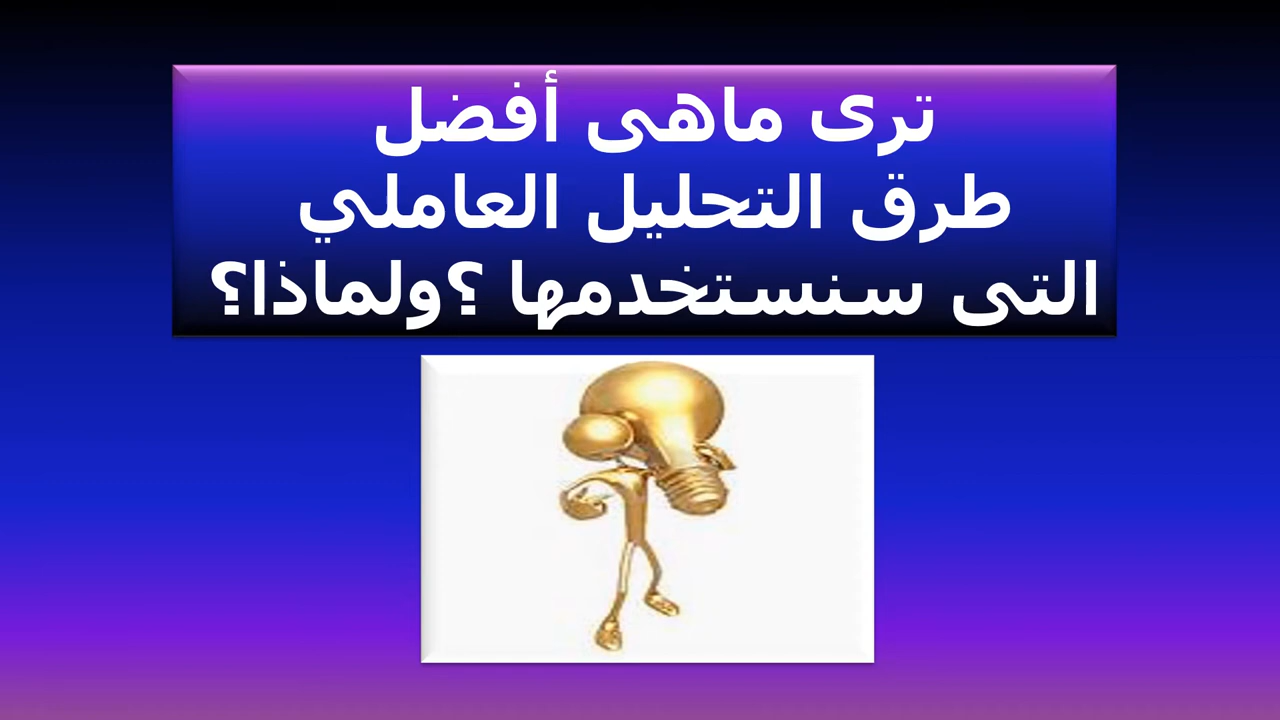 ترى ماهى أفضل
طرق التحليل العاملي
التى سنستخدمها ؟ولماذا؟